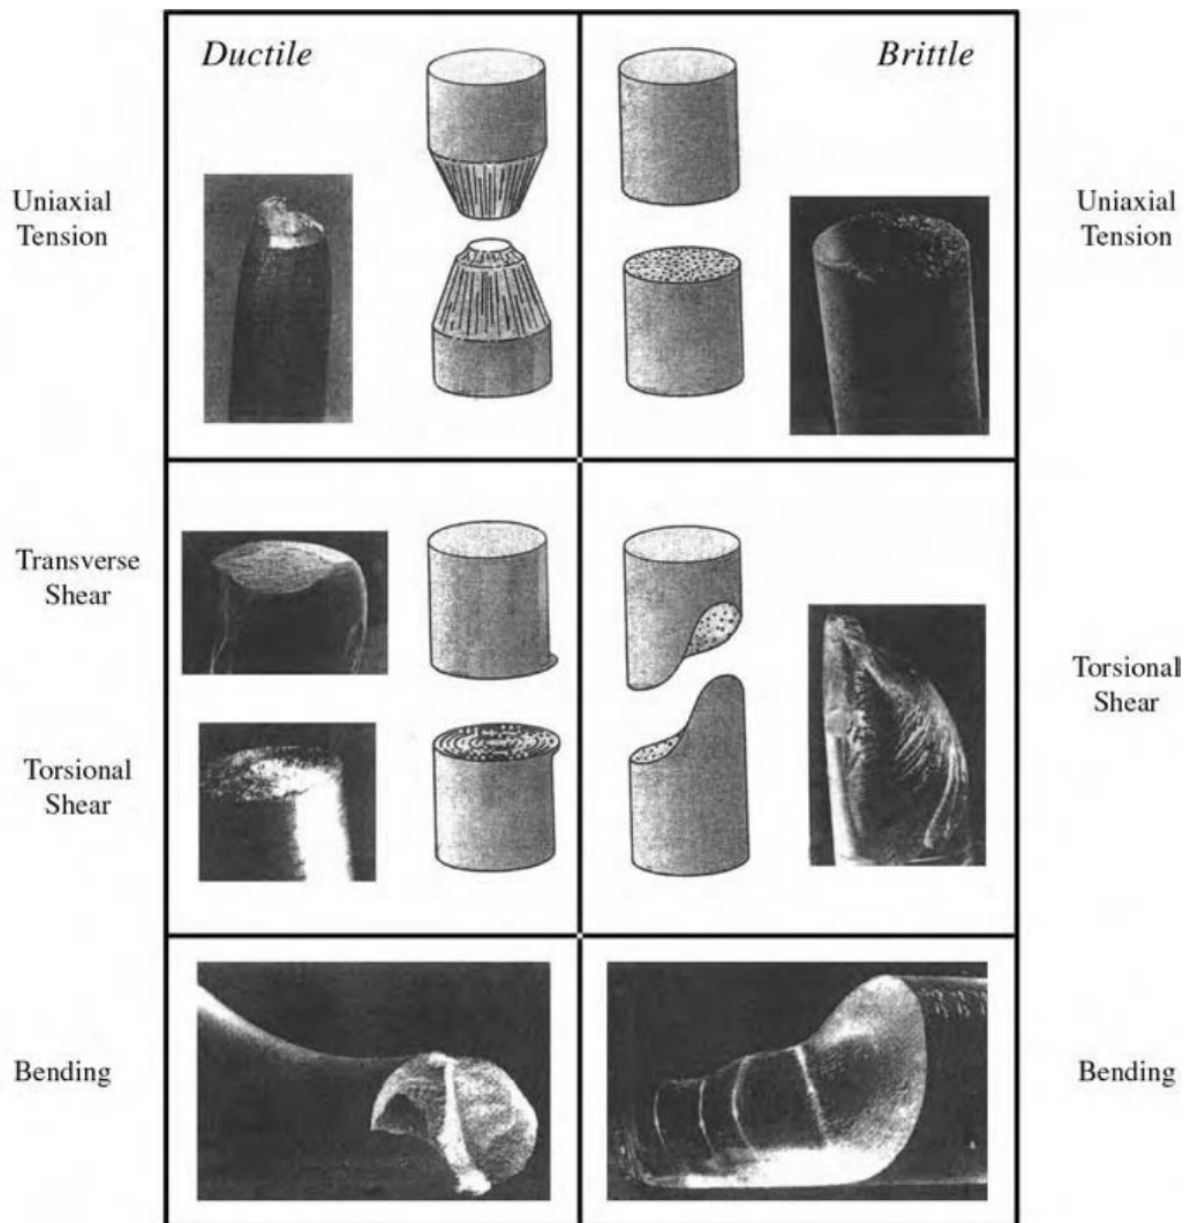 Ductile
Brittle
Uniaxial
Tension
Uniaxial
Tension
Transverse
Shear
Torsional
Shear
Torsional
Shear
Bending
Bending